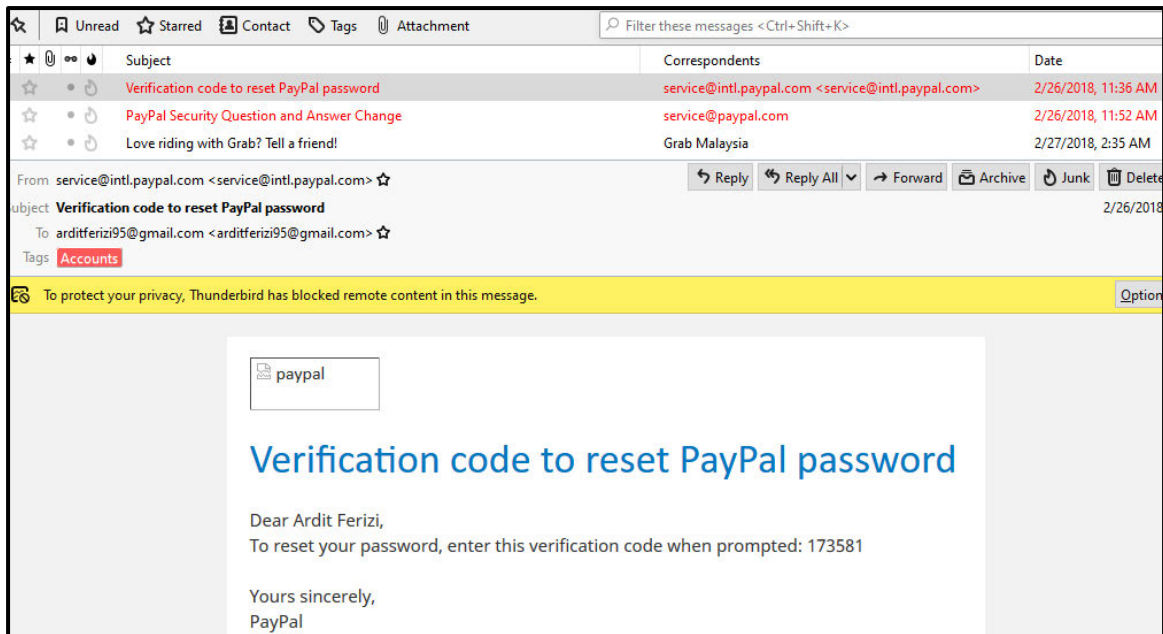 Unread Starred Contact Tags Attachment Filter these messages <Ctrl+Shift+K>
Subject Correspondents Date
Verification code to reset PayPal password service@intl.paypal.com <service@intl.paypal.com> 2/26/2018, 11:36 AM
PayPal Security Question and Answer Change service@paypal.com 2/26/2018, 11:52 AM
Love riding with Grab? Tell a friend! Grab Malaysia 2/27/2018, 2:35 AM
From service@intl.paypal.com <service@intl.paypal.com> Reply Reply All Forward Archive Junk Delete
ubject Verification code to reset PayPal password 2/26/2018
To arditferizi95@gmail.com <arditferizi95@gmail.com>
Tags Accounts
To protect your privacy, Thunderbird has blocked remote content in this message. Option
paypal
Verification code to reset PayPal password
Dear Ardit Ferizi,
To reset your password, enter this verification code when prompted: 173581
Yours sincerely,
PayPal